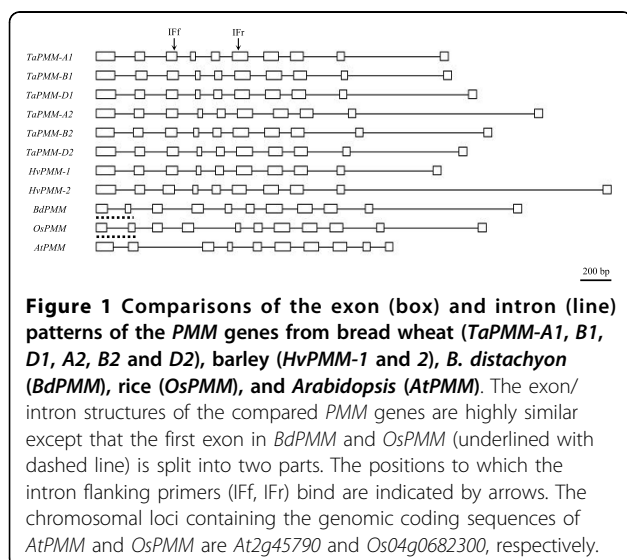 IFf IFr
TaPMM-A1
TaPMM-B1
TaPMM-D1
TaPMM-A2
TaPMM-B2
TaPMM-D2
HvPMM-1
HvPMM-2
BdPMM
OsPMM
AtPMM
200 bp
Figure 1 Comparisons of the exon (box) and intron (line)
patterns of the PMM genes from bread wheat (TaPMM-A1, B1,
D1, A2, B2 and D2), barley (HvPMM-1 and 2), B. distachyon
(BdPMM), rice (OsPMM), and Arabidopsis (AtPMM). The exon/
intron structures of the compared PMM genes are highly similar
except that the first exon in BdPMM and OsPMM (underlined with
dashed line) is split into two parts. The positions to which the
intron flanking primers (IFf, IFr) bind are indicated by arrows. The
chromosomal loci containing the genomic coding sequences of
AtPMM and OsPMM are At2g45790 and Os04g0682300, respectively.